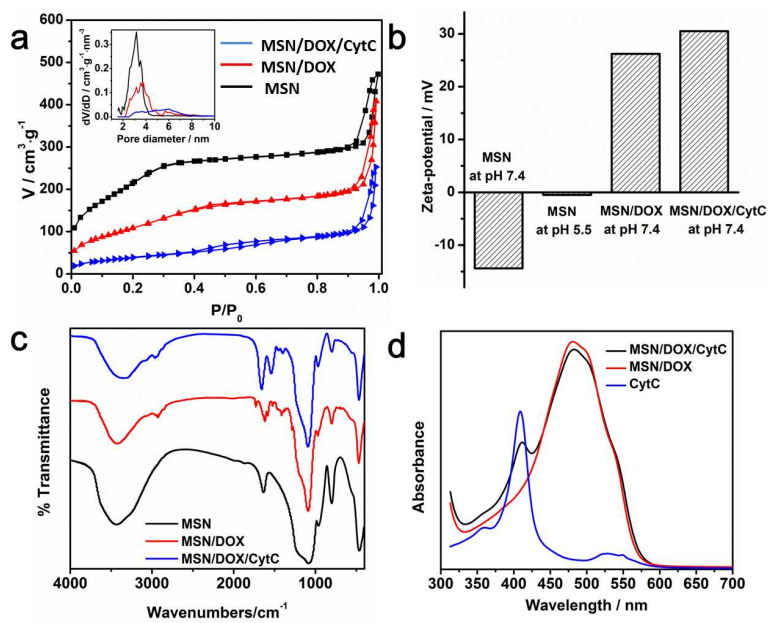 a
MSN/DOX/CytC
MSN/DOX
MSN
dV/dD / cm³·g⁻¹·nm⁻³
0.3
0.2
0.1
0.0
2 4 6 8 10
Pore diameter / nm
V / cm³·g⁻¹
600
500
400
300
200
100
0
0.0 0.2 0.4 0.6 0.8 1.0
P/P₀
b
Zeta-potential / mV
30
20
10
0
-10
MSN
at pH 7.4
MSN
at pH 5.5
MSN/DOX
at pH 7.4
MSN/DOX/CytC
at pH 7.4
c
% Transmittance
MSN
MSN/DOX
MSN/DOX/CytC
4000 3000 2000 1000
Wavenumbers/cm⁻¹
d
MSN/DOX/CytC
MSN/DOX
CytC
Absorbance
300 350 400 450 500 550 600 650 700
Wavelength / nm